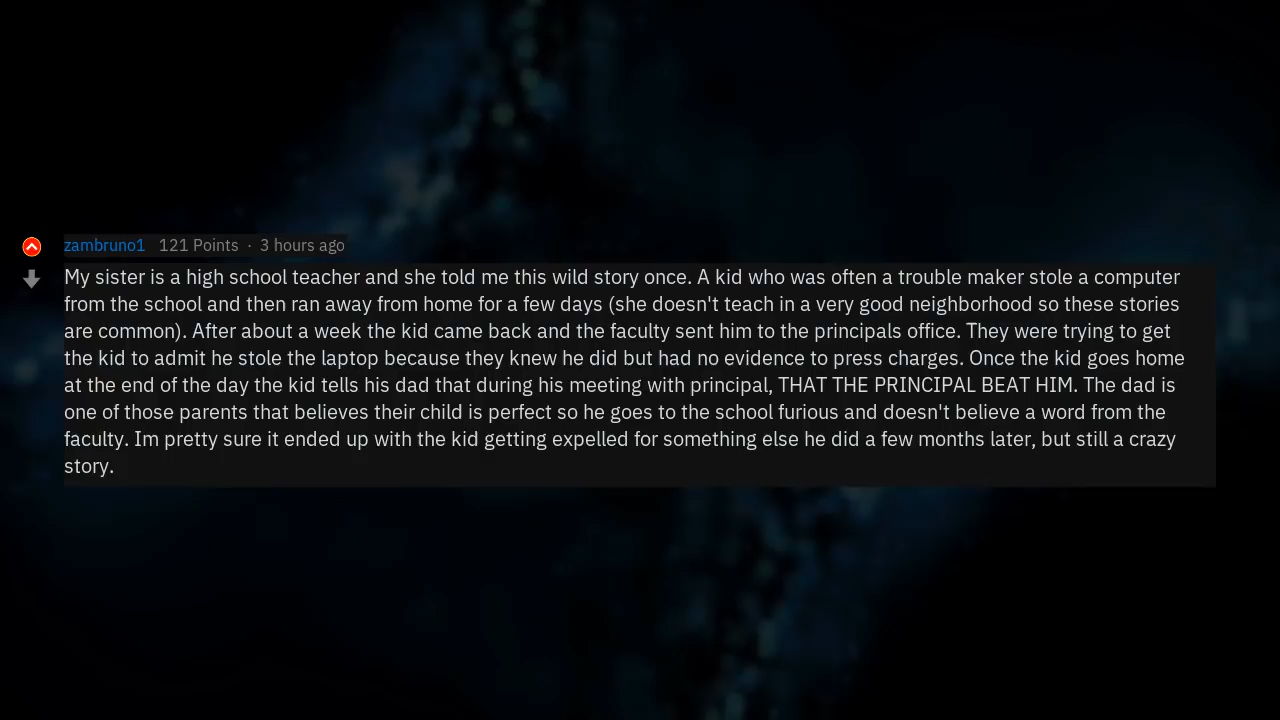 zambruno1 121 Points · 3 hours ago
My sister is a high school teacher and she told me this wild story once. A kid who was often a trouble maker stole a computer
from the school and then ran away from home for a few days (she doesn't teach in a very good neighborhood so these stories
are common). After about a week the kid came back and the faculty sent him to the principals office. They were trying to get
the kid to admit he stole the laptop because they knew he did but had no evidence to press charges. Once the kid goes home
at the end of the day the kid tells his dad that during his meeting with principal, THAT THE PRINCIPAL BEAT HIM. The dad is
one of those parents that believes their child is perfect so he goes to the school furious and doesn't believe a word from the
faculty. Im pretty sure it ended up with the kid getting expelled for something else he did a few months later, but still a crazy
story.